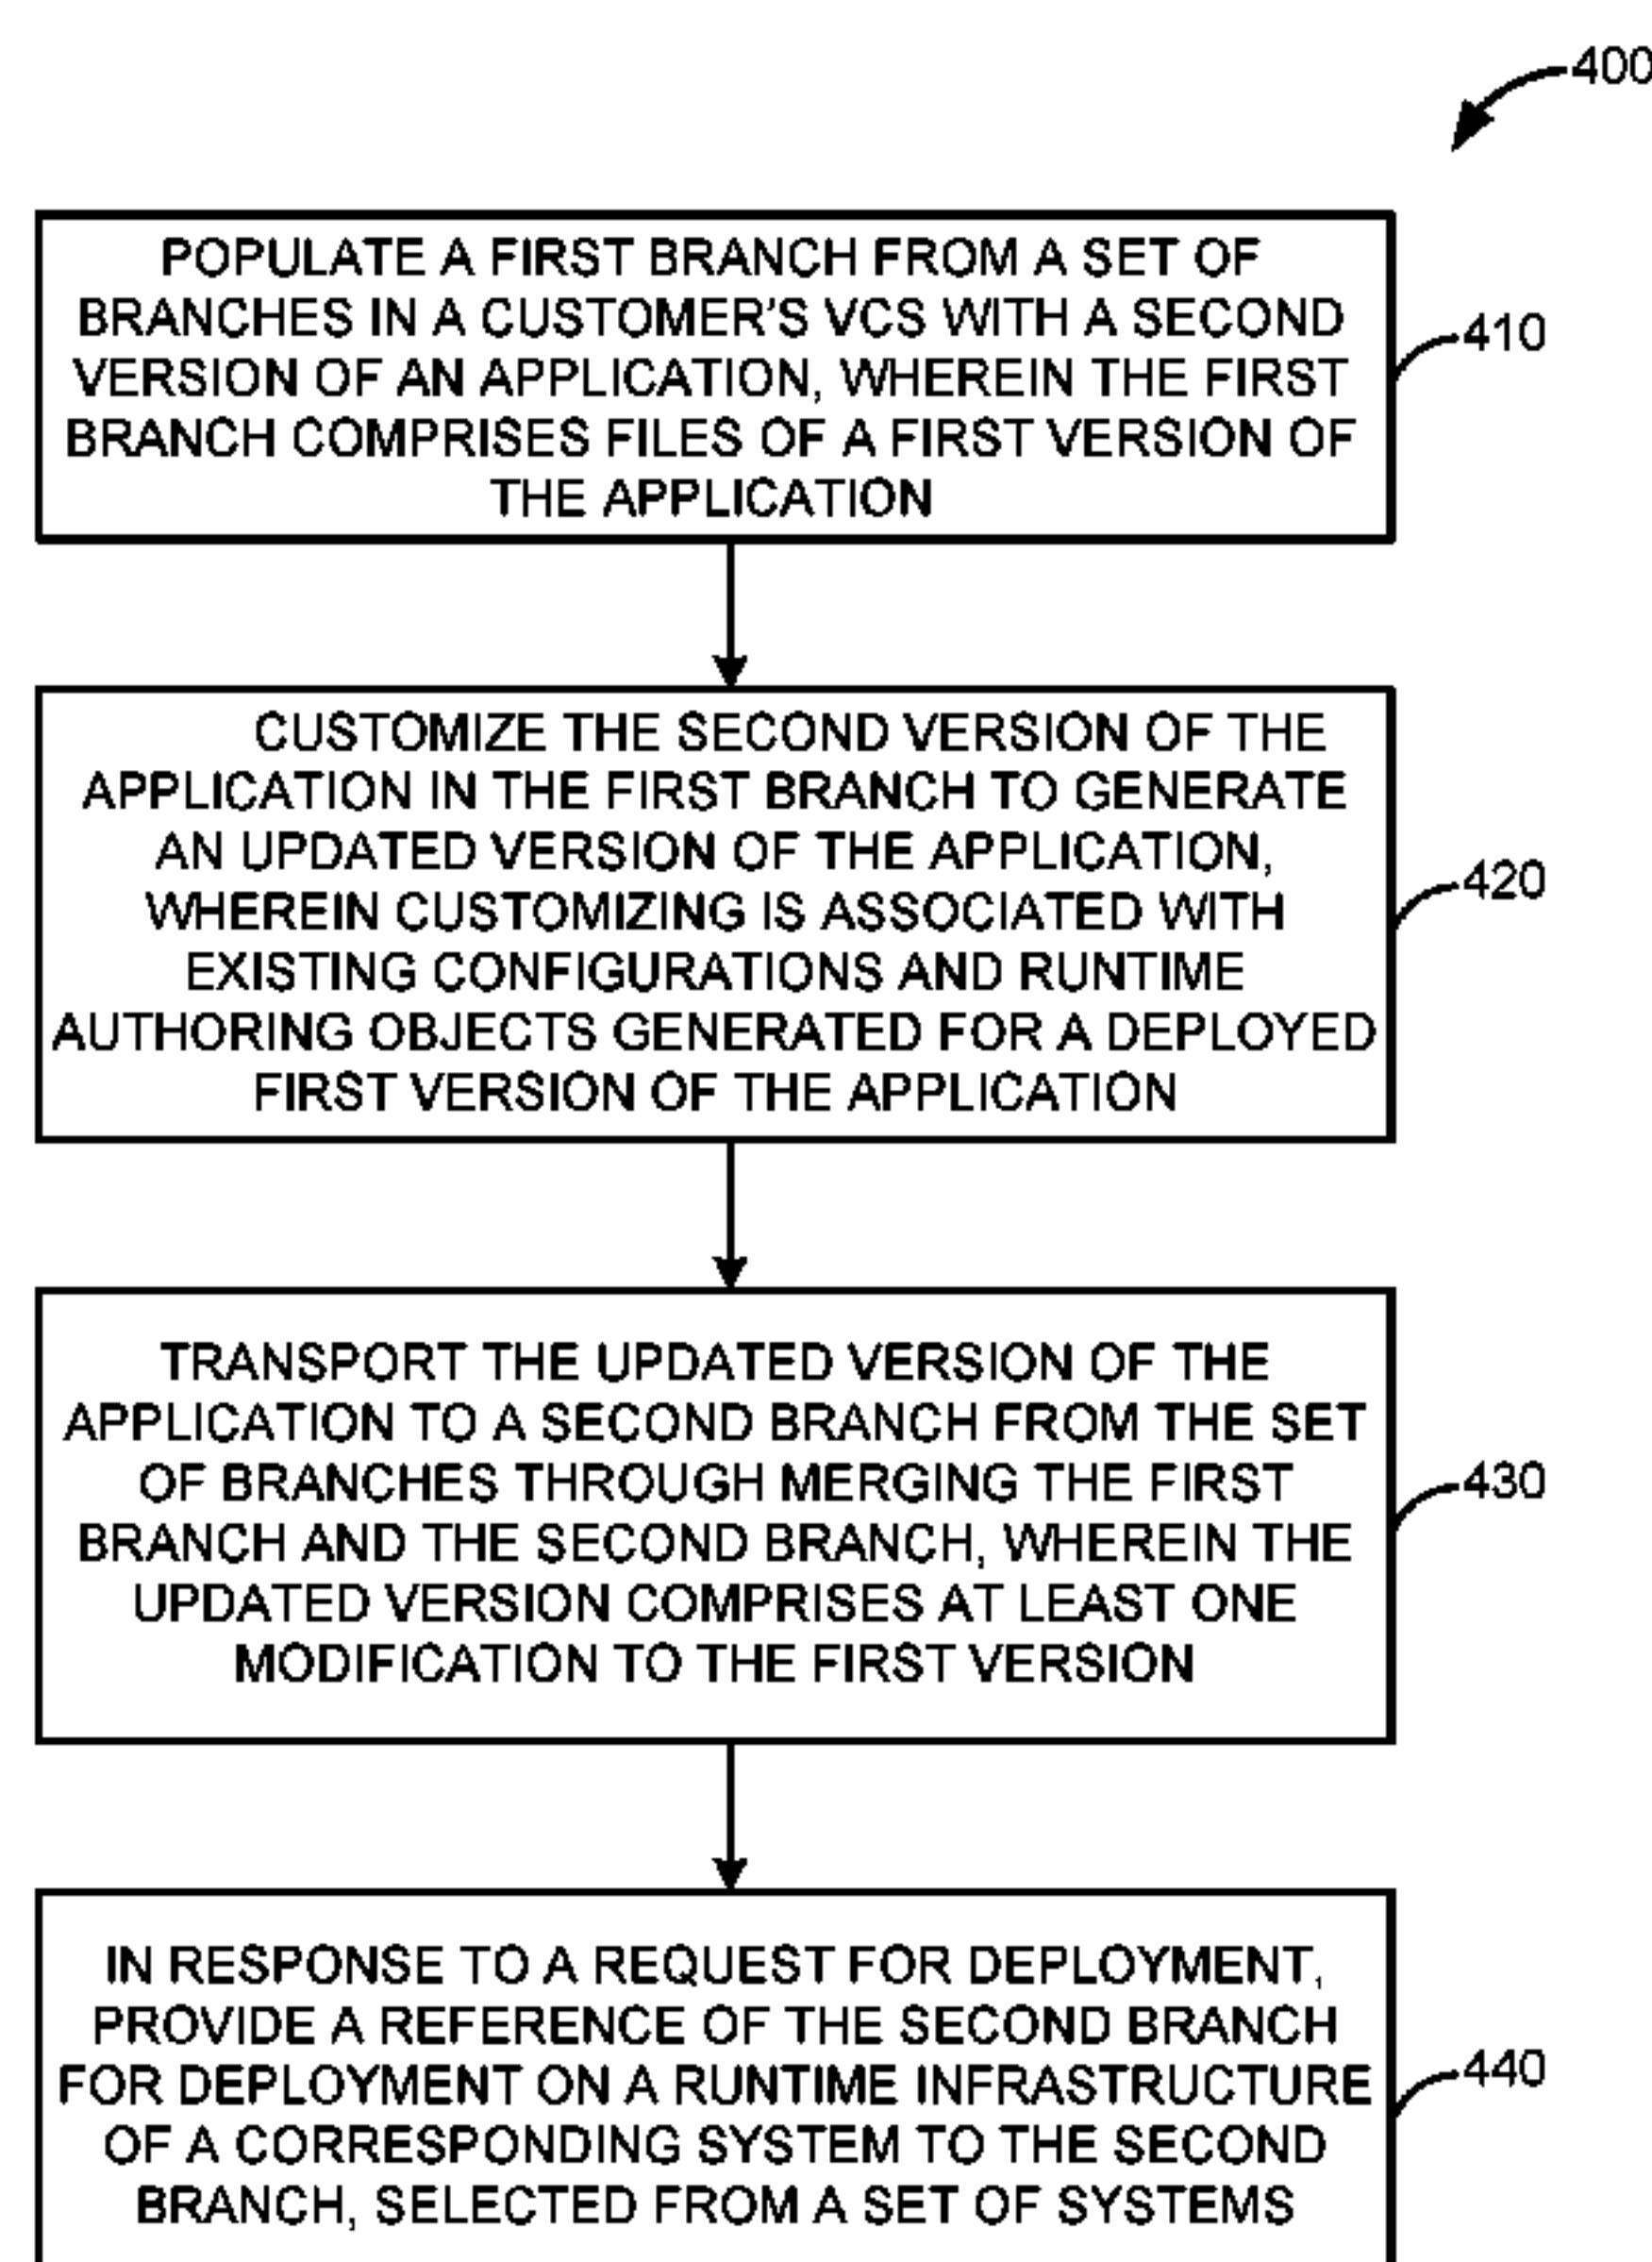 400
POPULATE A FIRST BRANCH FROM A SET OF
BRANCHES IN A CUSTOMER'S VCS WITH A SECOND
VERSION OF AN APPLICATION, WHEREIN THE FIRST
BRANCH COMPRISES FILES OF A FIRST VERSION OF
THE APPLICATION
410
CUSTOMIZE THE SECOND VERSION OF THE
APPLICATION IN THE FIRST BRANCH TO GENERATE
AN UPDATED VERSION OF THE APPLICATION,
WHEREIN CUSTOMIZING IS ASSOCIATED WITH
EXISTING CONFIGURATIONS AND RUNTIME
AUTHORING OBJECTS GENERATED FOR A DEPLOYED
FIRST VERSION OF THE APPLICATION
420
TRANSPORT THE UPDATED VERSION OF THE
APPLICATION TO A SECOND BRANCH FROM THE SET
OF BRANCHES THROUGH MERGING THE FIRST
BRANCH AND THE SECOND BRANCH, WHEREIN THE
UPDATED VERSION COMPRISES AT LEAST ONE
MODIFICATION TO THE FIRST VERSION
430
IN RESPONSE TO A REQUEST FOR DEPLOYMENT,
PROVIDE A REFERENCE OF THE SECOND BRANCH
FOR DEPLOYMENT ON A RUNTIME INFRASTRUCTURE
OF A CORRESPONDING SYSTEM TO THE SECOND
BRANCH, SELECTED FROM A SET OF SYSTEMS
440